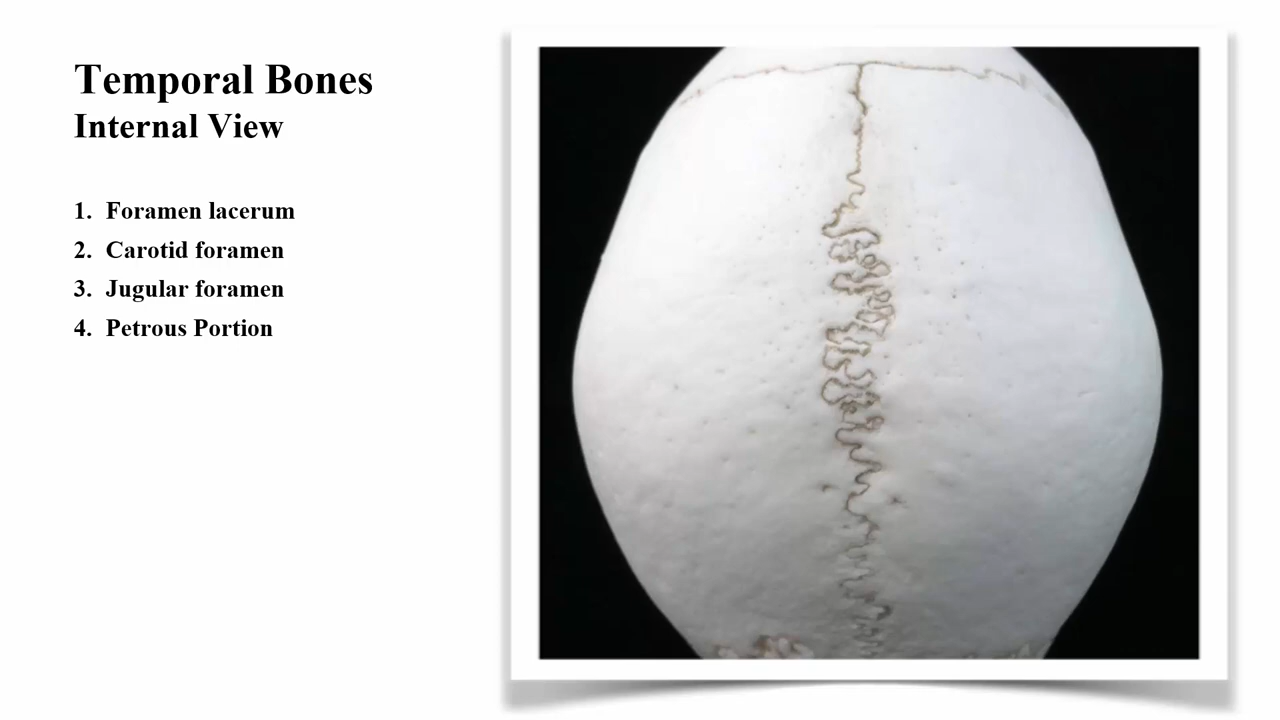 Temporal Bones
Internal View
1. Foramen lacerum
2. Carotid foramen
3. Jugular foramen
4. Petrous Portion